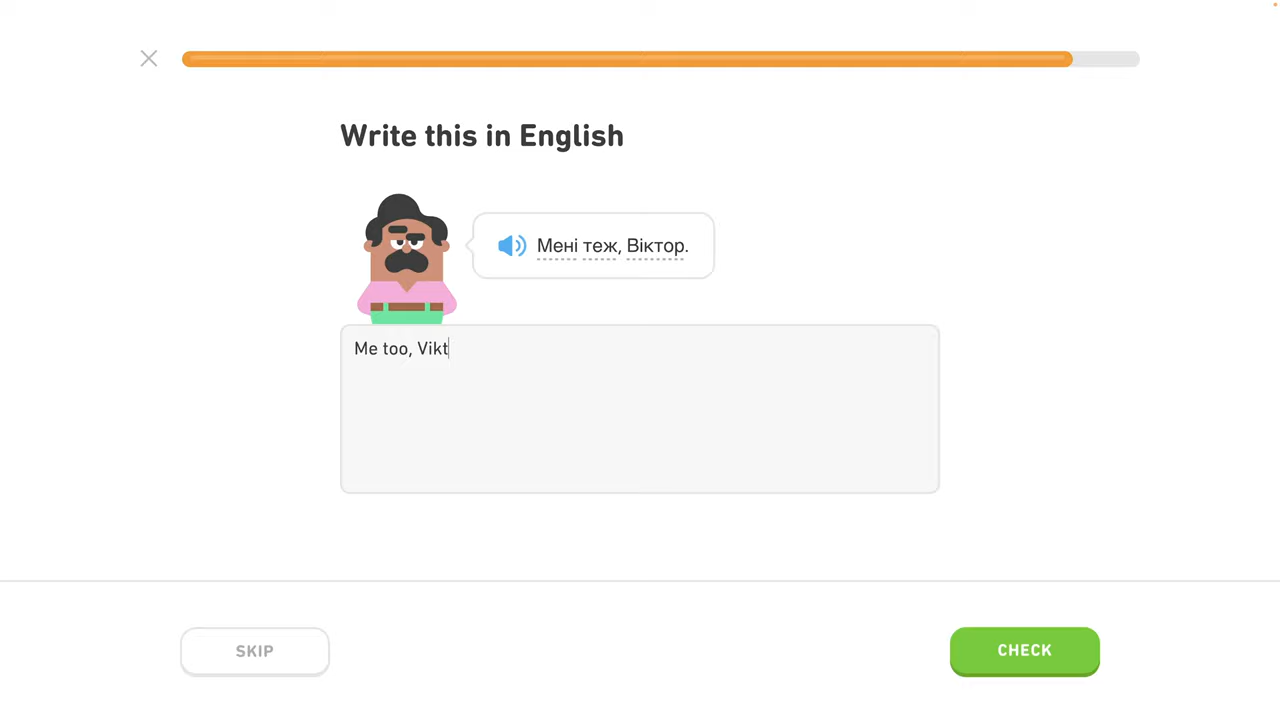 Write this in English
Мені теж, Віктор.
Me too, Vikt
SKIP
CHECK